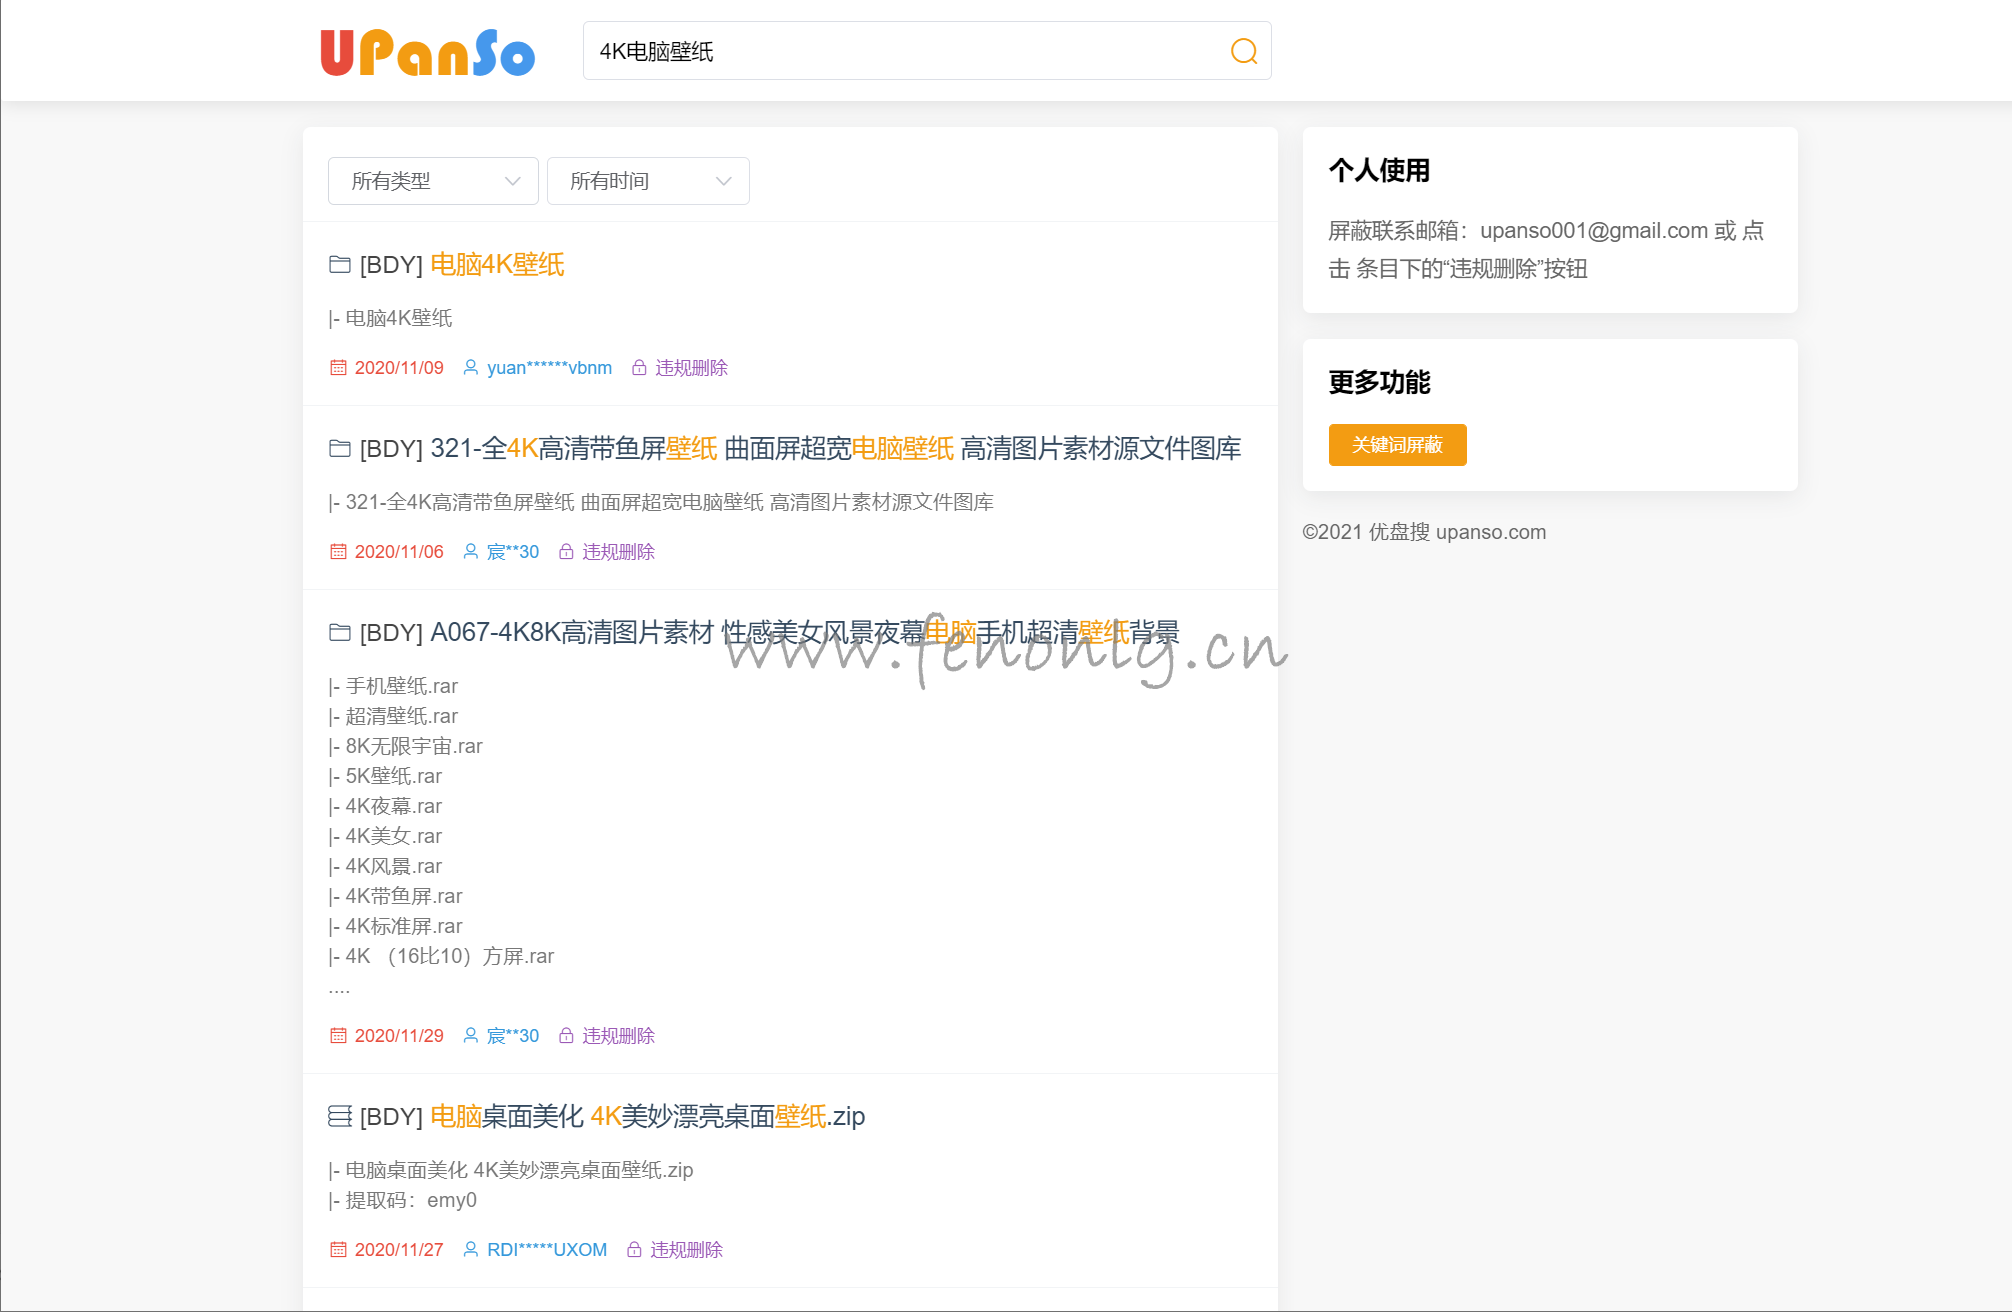 UPanSo
4K电脑壁纸
所有类型
所有时间
[BDY] 电脑4K壁纸
|- 电脑4K壁纸
2020/11/09 yuan******vbnm 违规删除
[BDY] 321-全4K高清带鱼屏壁纸 曲面屏超宽电脑壁纸 高清图片素材源文件图库
|- 321-全4K高清带鱼屏壁纸 曲面屏超宽电脑壁纸 高清图片素材源文件图库
2020/11/06 宸**30 违规删除
[BDY] A067-4K8K高清图片素材 性感美女风景夜幕电脑手机超清壁纸背景
www.fenonlg.cn
|- 手机壁纸.rar
|- 超清壁纸.rar
|- 8K无限宇宙.rar
|- 5K壁纸.rar
|- 4K夜幕.rar
|- 4K美女.rar
|- 4K风景.rar
|- 4K带鱼屏.rar
|- 4K标准屏.rar
|- 4K （16比10）方屏.rar
....
2020/11/29 宸**30 违规删除
[BDY] 电脑桌面美化 4K美妙漂亮桌面壁纸.zip
|- 电脑桌面美化 4K美妙漂亮桌面壁纸.zip
|- 提取码：emy0
2020/11/27 RDI*****UXOM 违规删除
个人使用
屏蔽联系邮箱：upanso001@gmail.com 或 点
击 条目下的“违规删除”按钮
更多功能
关键词屏蔽
©2021 优盘搜 upanso.com